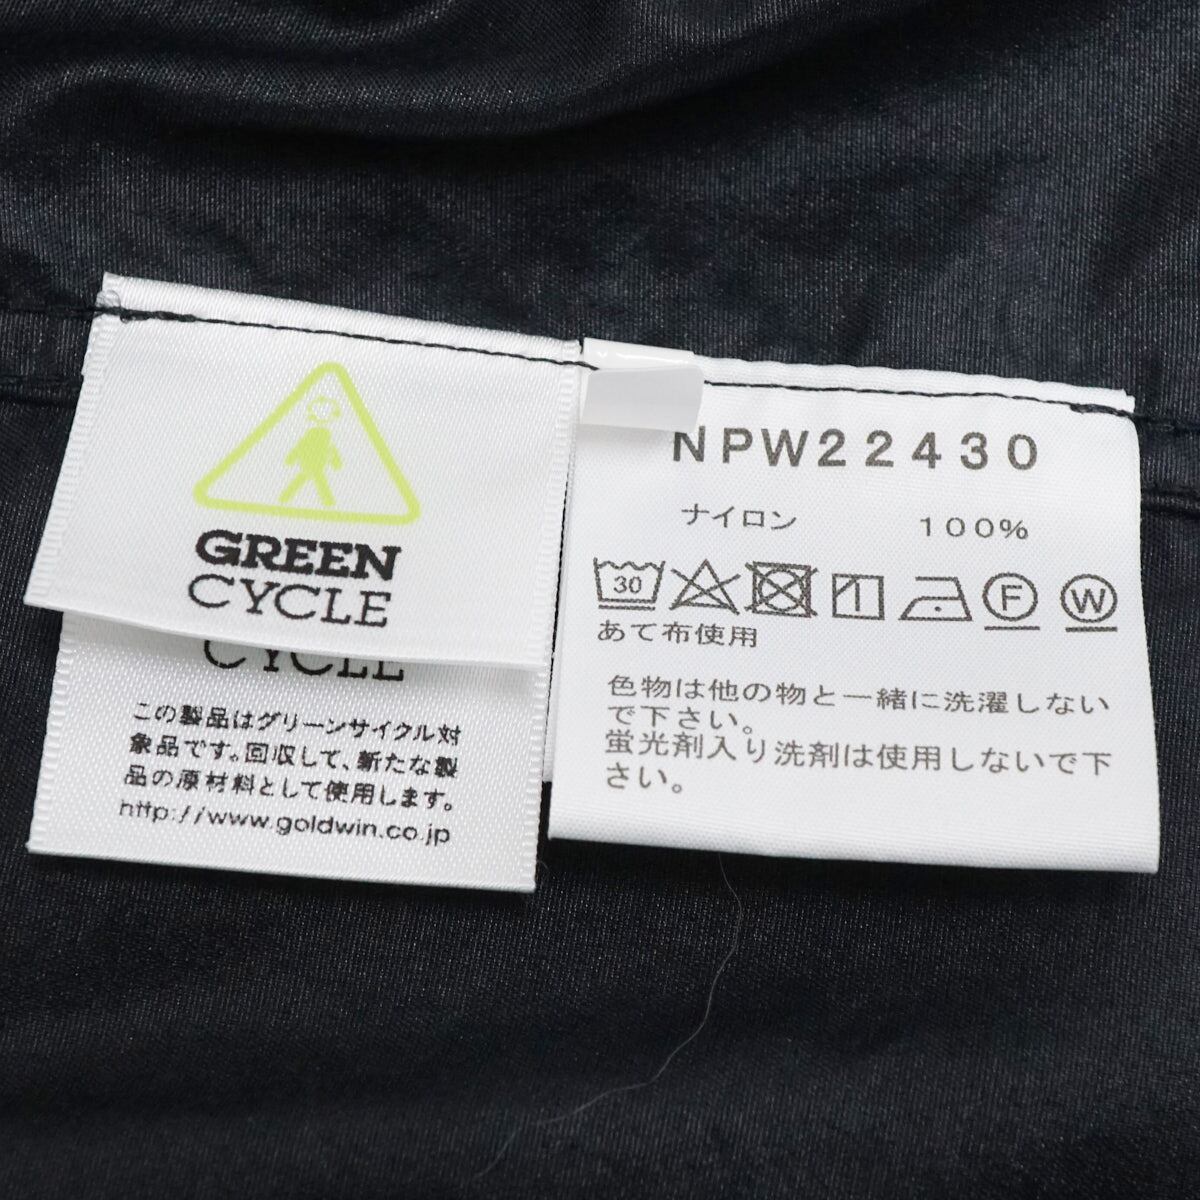 GREEN
CYCLE
CYCLE
この製品はグリーンサイクル対
象品です。回収して、新たな製
品の原材料として使用します。
http://www.goldwin.co.jp
NPW22430
ナイロン 100%
30 F W
あて布使用
色物は他の物と一緒に洗濯しない
で下さい。
蛍光剤入り洗剤は使用しないで下
さい。